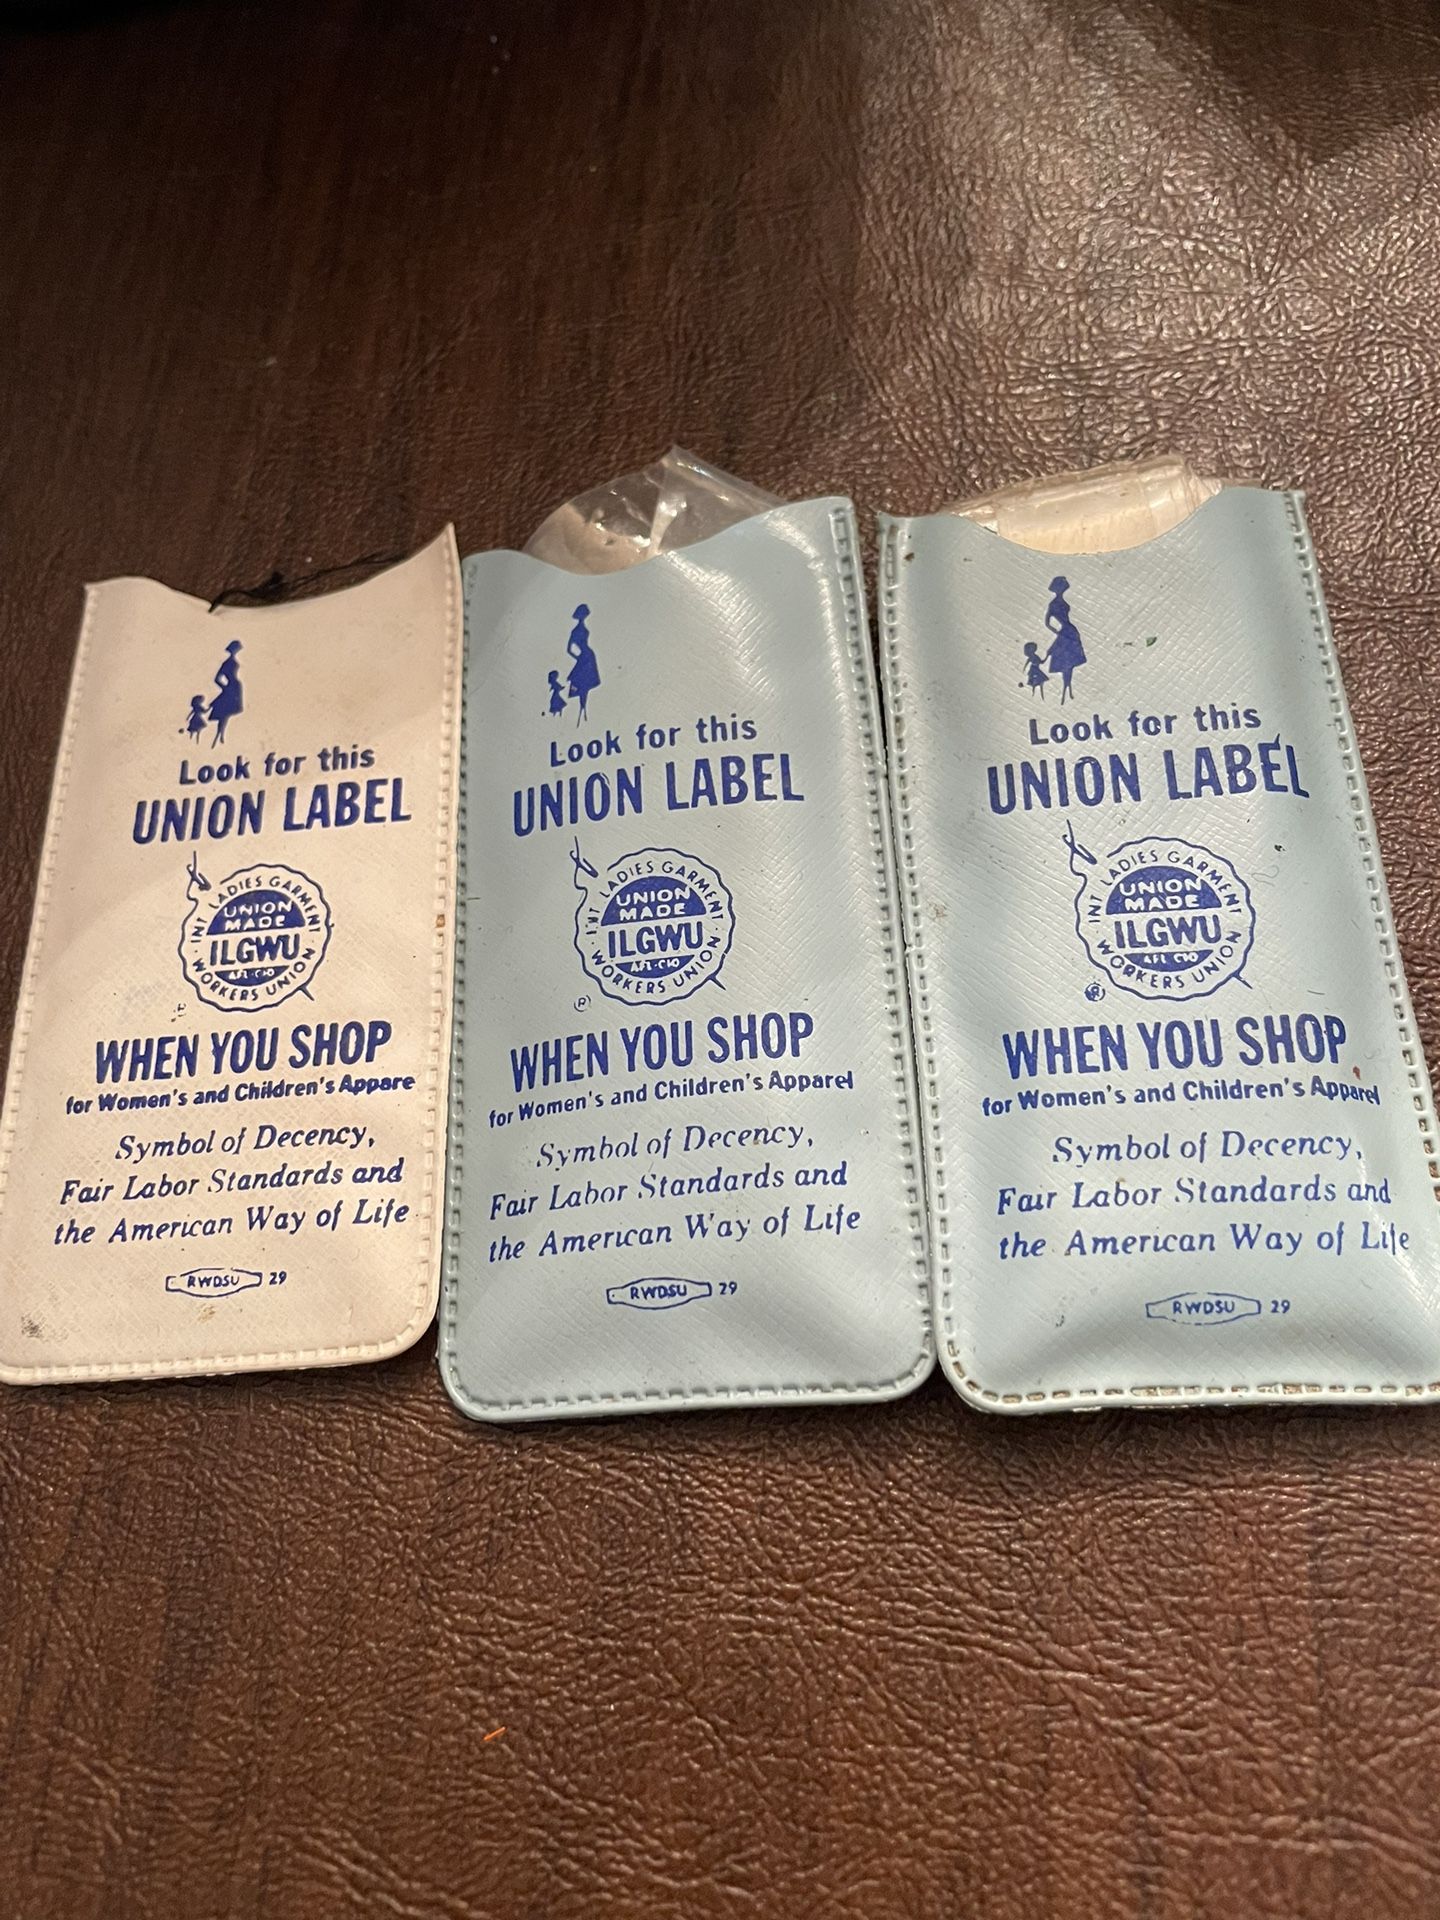 Look for this
UNION LABEL
INT LADIES GARMENT
WORKERS UNION
UNION
MADE
ILGWU
AFL-CIO
®
WHEN YOU SHOP
for Women's and Children's Appare
Symbol of Decency,
Fair Labor Standards and
the American Way of Life
RWDSU 29
Look for this
UNION LABEL
INT LADIES GARMENT
WORKERS UNION
UNION
MADE
ILGWU
AFL-CIO
®
WHEN YOU SHOP
for Women's and Children's Apparel
Symbol of Decency,
Fair Labor Standards and
the American Way of Life
RWDSU 29
Look for this
UNION LABEL
INT LADIES GARMENT
WORKERS UNION
UNION
MADE
ILGWU
AFL-CIO
®
WHEN YOU SHOP
for Women's and Children's Apparel
Symbol of Decency,
Fair Labor Standards and
the American Way of Life
RWDSU 29